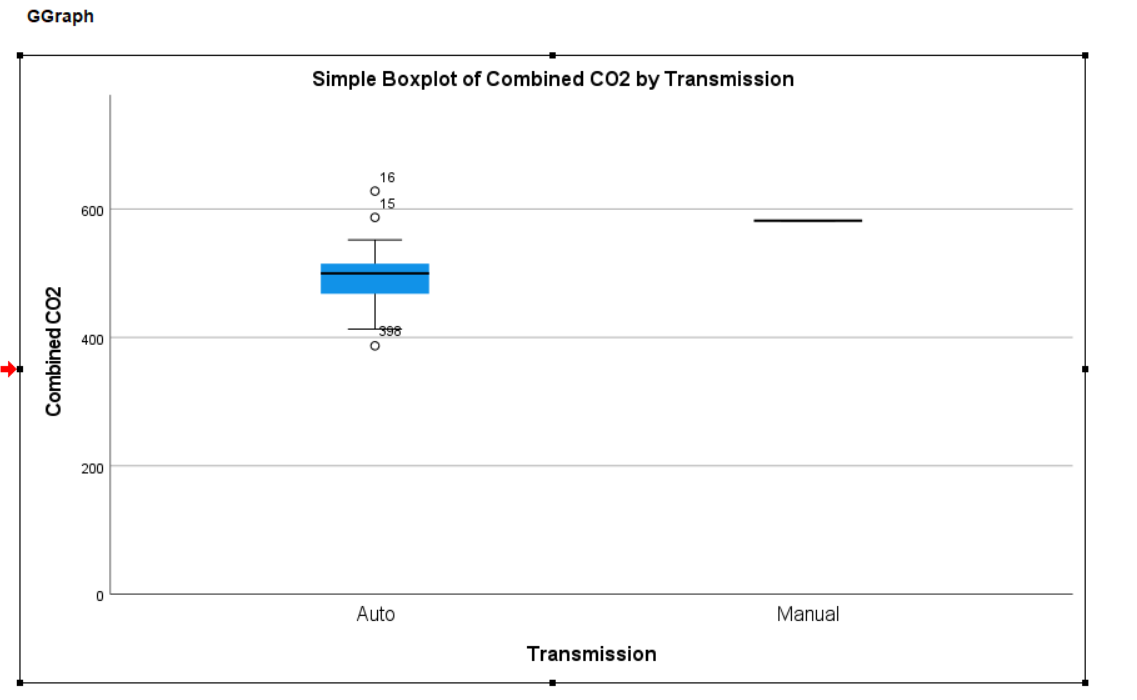 GGraph
Simple Boxplot of Combined CO2 by Transmission
16
15
600
398
400
Combined CO2
200
0
Auto Manual
Transmission